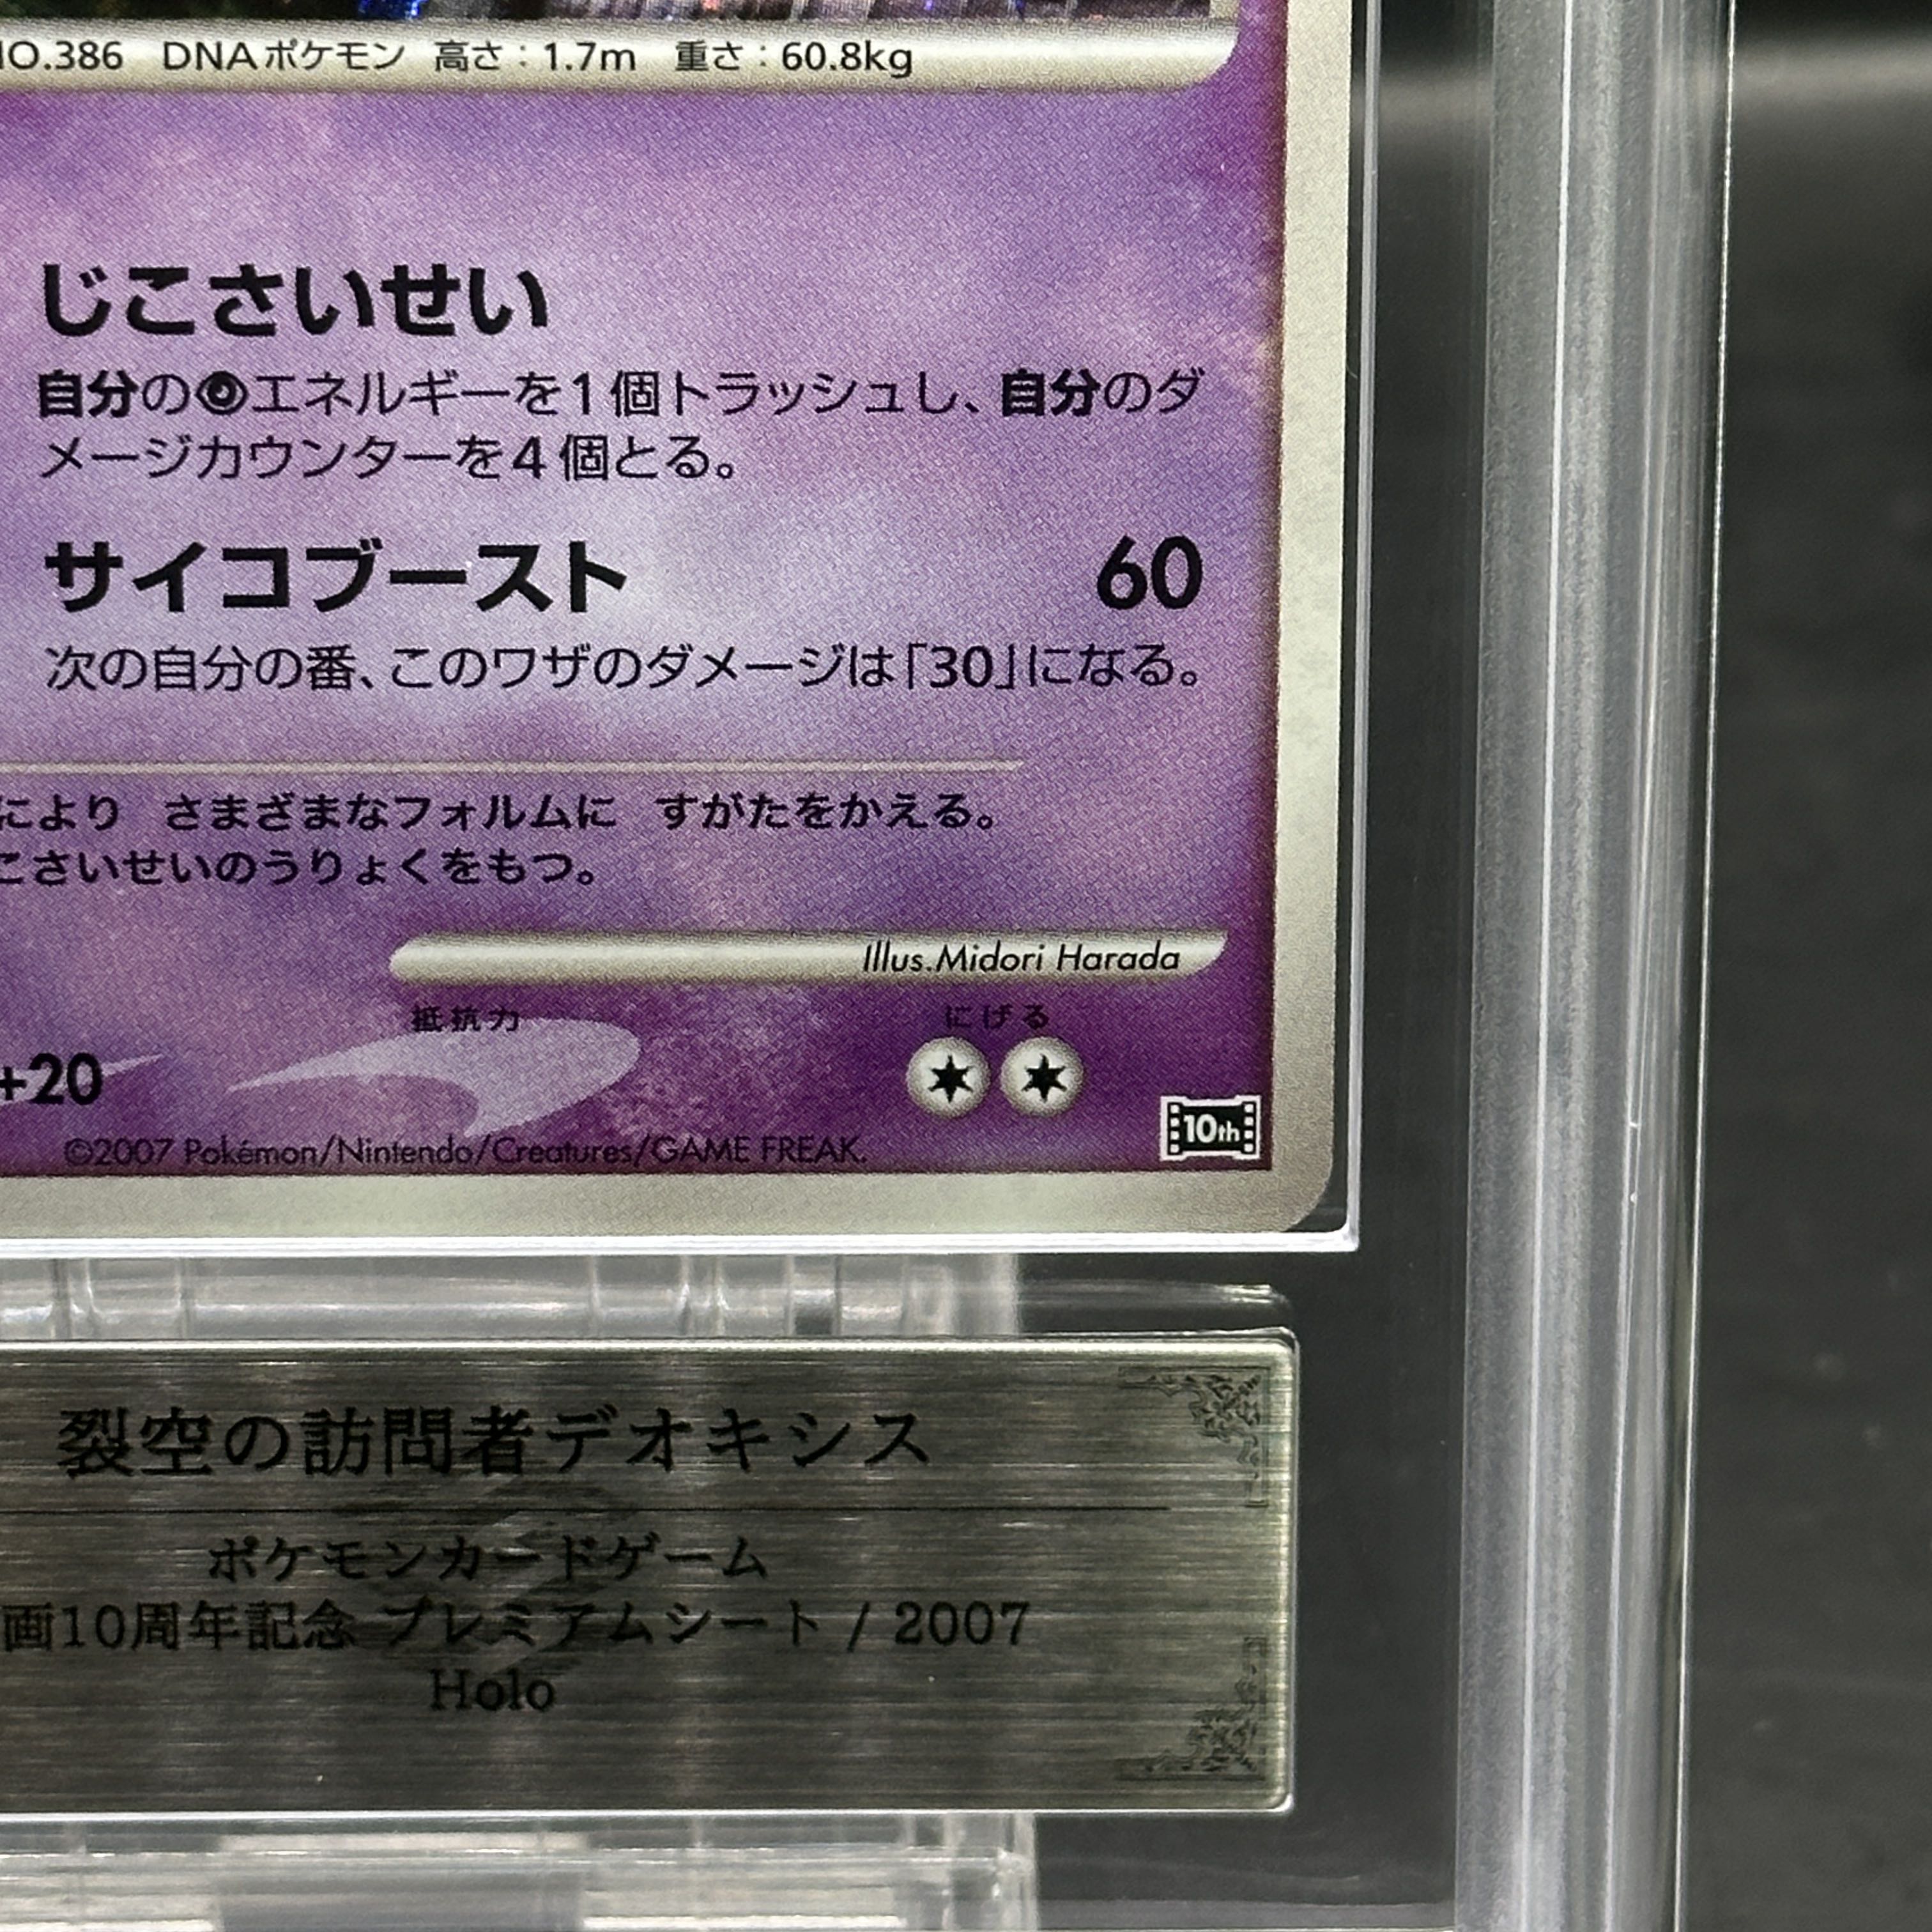 NO.386 DNAポケモン 高さ:1.7m 重さ:60.8kg
じこさいせい
自分のエネルギーを1個トラッシュし、自分のダ
メージカウンターを4個とる。
サイコブースト 60
次の自分の番、このワザのダメージは「30」になる。
により さまざまなフォルムに すがたをかえる。
こさいせいのうりょくをもつ。
Illus.Midori Harada
抵抗力 にげる
+20
10th
©2007 Pokémon/Nintendo/Creatures/GAME FREAK.
裂空の訪問者デオキシス
ポケモンカードゲーム
画10周年記念 プレミアムシート / 2007
Holo